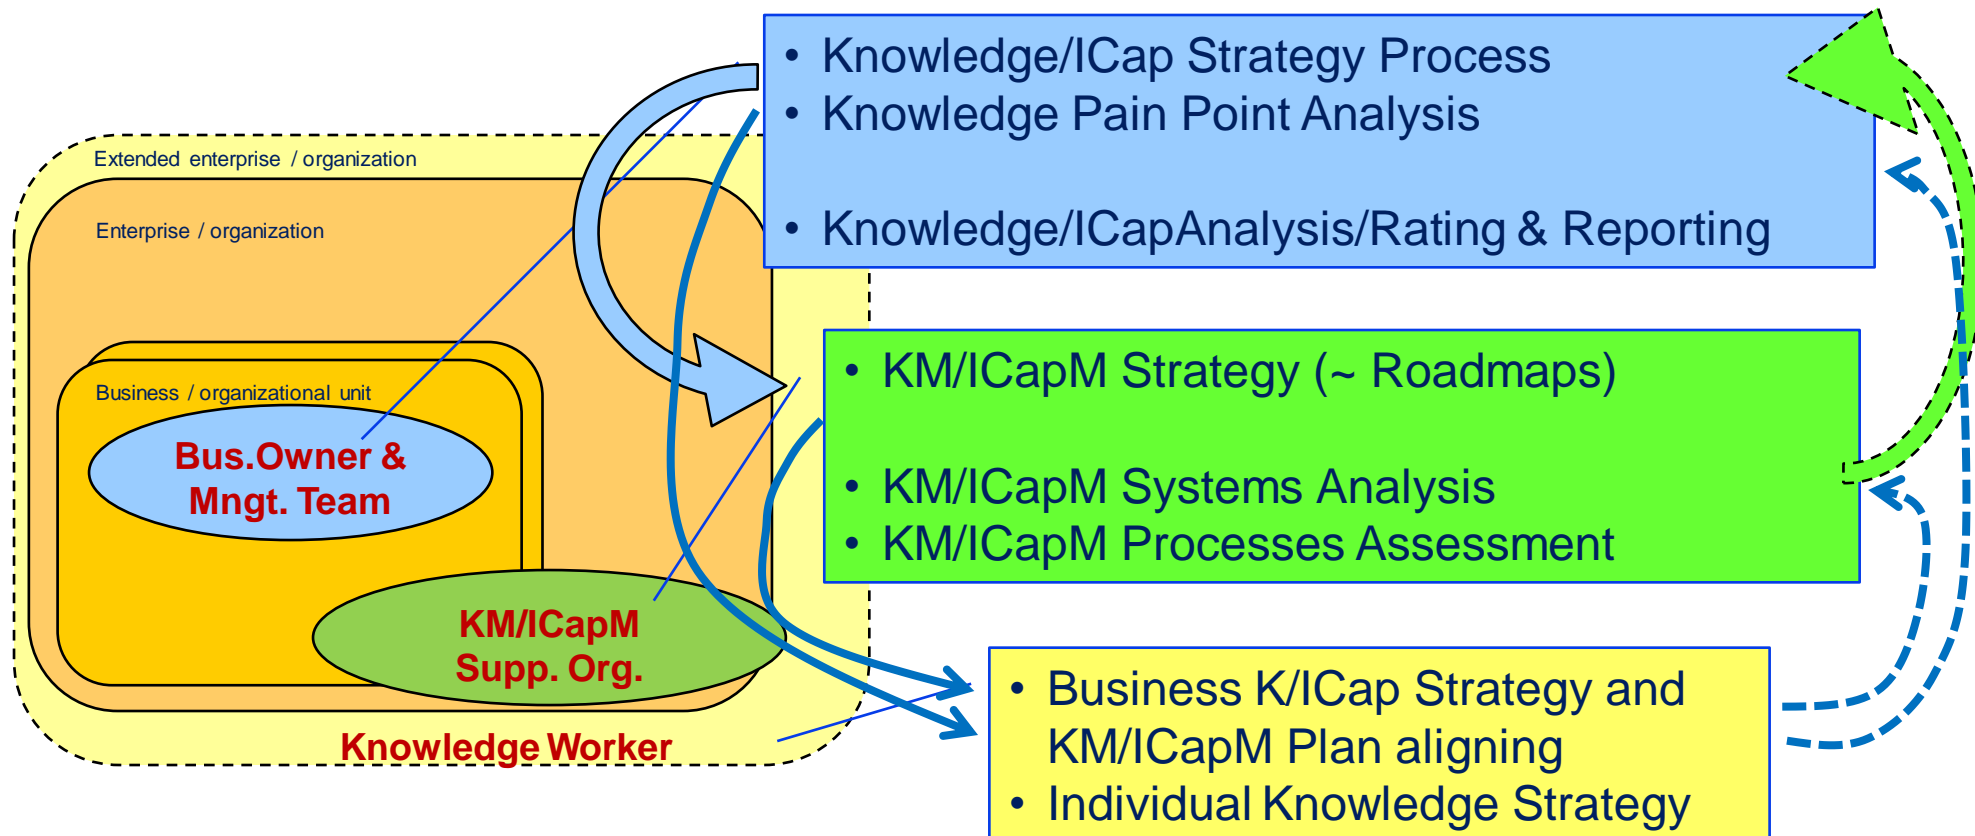 Extended enterprise / organization
Enterprise / organization
Business / organizational unit
Bus.Owner &
Mngt. Team
KM/ICapM
Supp. Org.
Knowledge Worker
• Knowledge/ICap Strategy Process
• Knowledge Pain Point Analysis
• Knowledge/ICapAnalysis/Rating & Reporting
• KM/ICapM Strategy (~ Roadmaps)
• KM/ICapM Systems Analysis
• KM/ICapM Processes Assessment
• Business K/ICap Strategy and
KM/ICapM Plan aligning
• Individual Knowledge Strategy